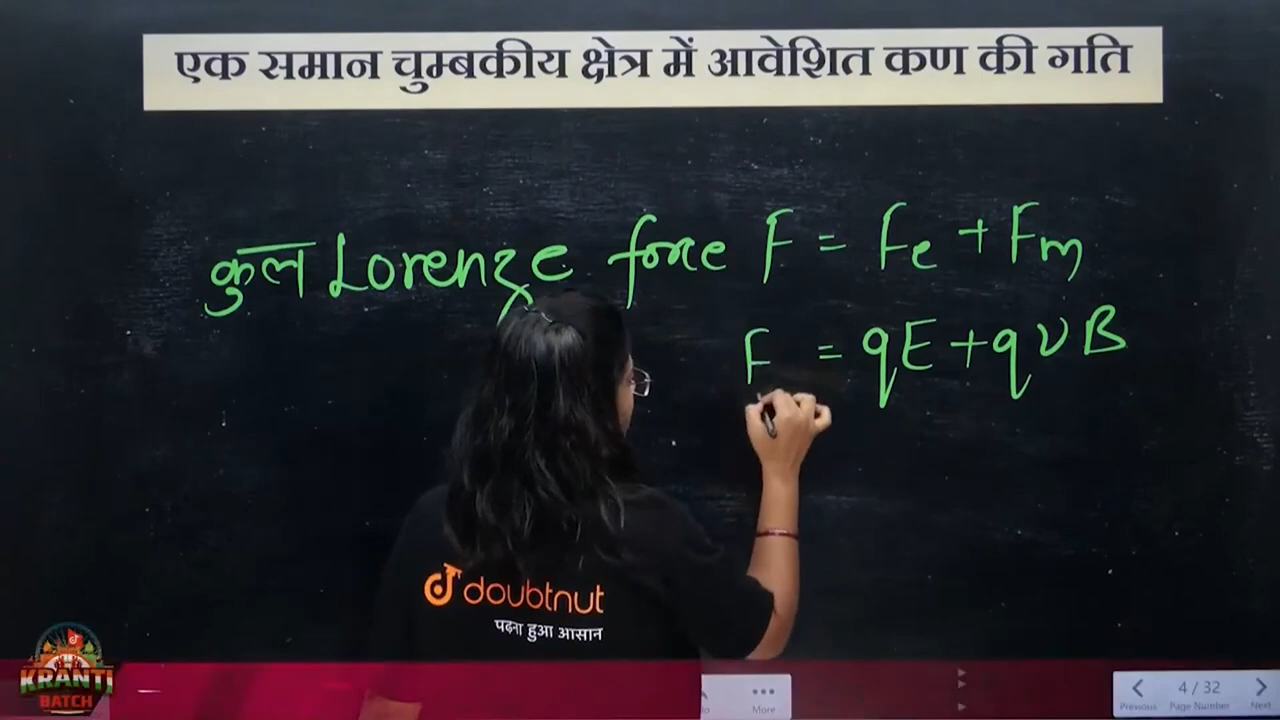 एक समान चुम्बकीय क्षेत्र में आवेशित कण की गति
कुल Lorenze force F = Fe + Fm
F = qE + qvB
doubtnut
पढ़ना हुआ आसान
KRANTI
BATCH
More
4 / 32
Previous Page Number Next